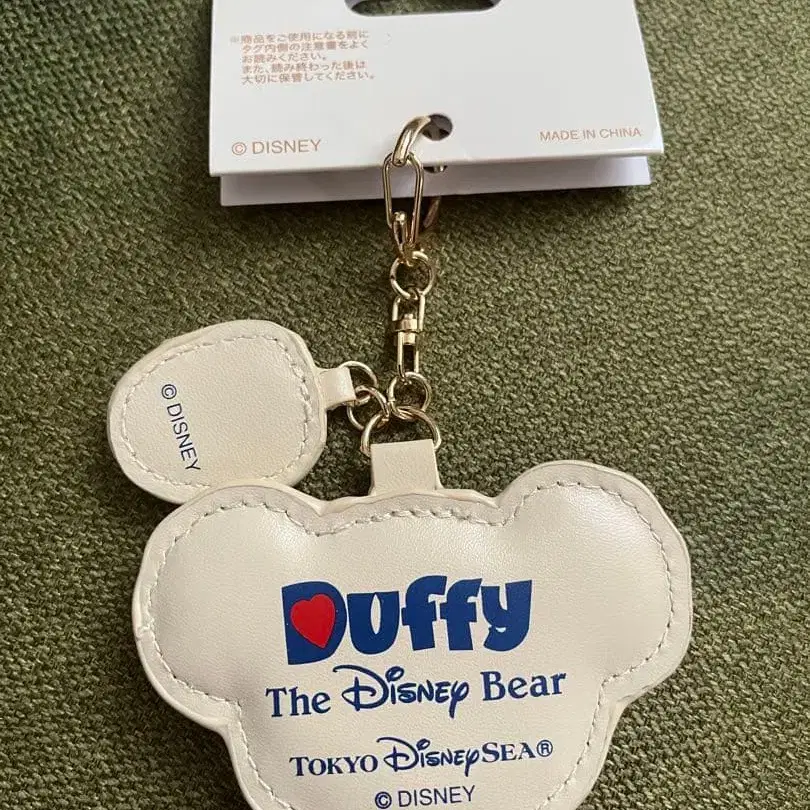 ※商品をご使用になる前に
タグ内側の注意書をよく
お読みください。
また、読み終わった後は
大切に保管してください。
© DISNEY
MADE IN CHINA
© DISNEY
Duffy
The Disney Bear
TOKYO DISNEYSEA®
© DISNEY